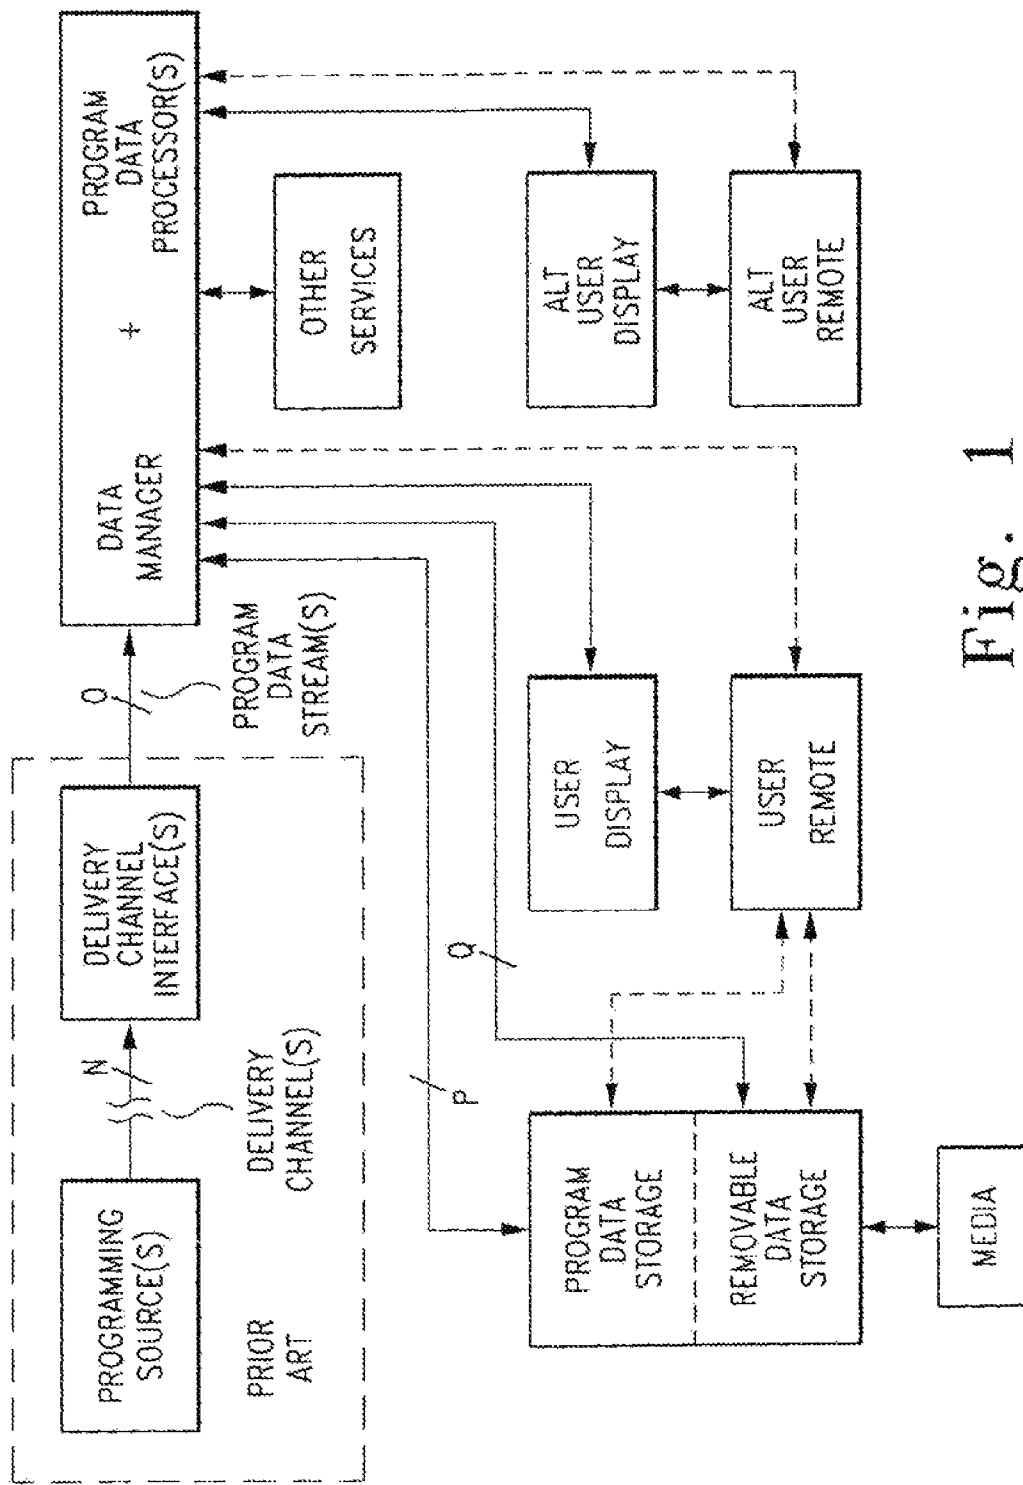 PROGRAMMING
SOURCE(S)
N
DELIVERY
CHANNEL
INTERFACE(S)
O
DATA
MANAGER
+
PROGRAM
DATA
PROCESSOR(S)
PRIOR
ART
DELIVERY
CHANNEL(S)
PROGRAM
DATA
STREAM(S)
OTHER
SERVICES
P
Q
PROGRAM
DATA
STORAGE
REMOVABLE
DATA
STORAGE
USER
DISPLAY
ALT
USER
DISPLAY
USER
REMOTE
ALT
USER
REMOTE
MEDIA
Fig. 1